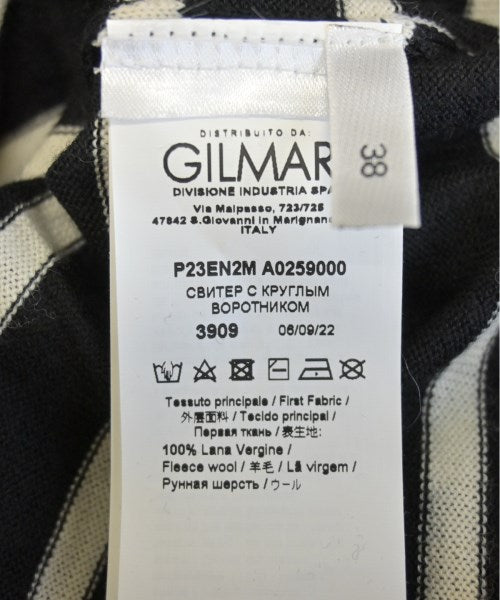 DISTRIBUITO DA:
GILMAR
DIVISIONE INDUSTRIA SPA
Via Malpasso, 723/725
47842 S.Giovanni in Marignano
ITALY
38
P23EN2M A0259000
СВИТЕР С КРУГЛЫМ
ВОРОТНИКОМ
3909 06/09/22
Tessuto principale / First Fabric /
外層面料 / Tecido principal /
Первая ткань / 表生地:
100% Lana Vergine /
Fleece wool / 羊毛 / Lã virgem /
Рунная шерсть / ウール